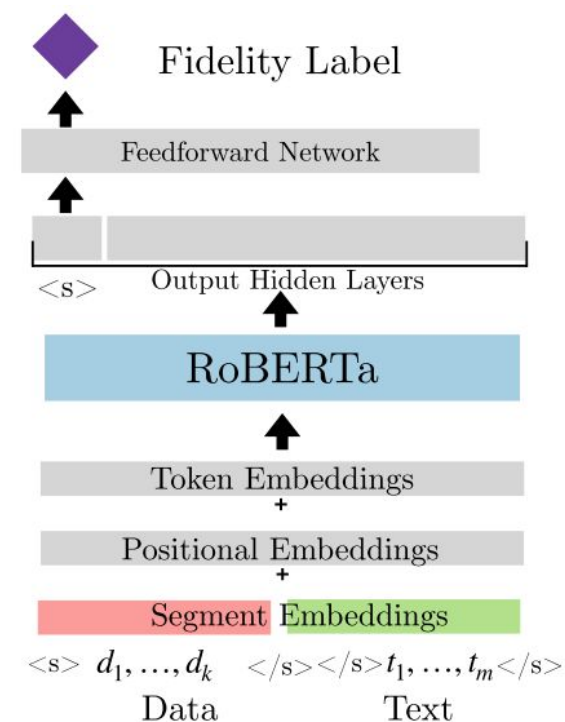 Fidelity Label
Feedforward Network
<s>
Output Hidden Layers
RoBERTa
Token Embeddings
+
Positional Embeddings
+
Segment Embeddings
<s> d₁, …, dₖ </s></s> t₁, …, tₘ </s>
Data Text